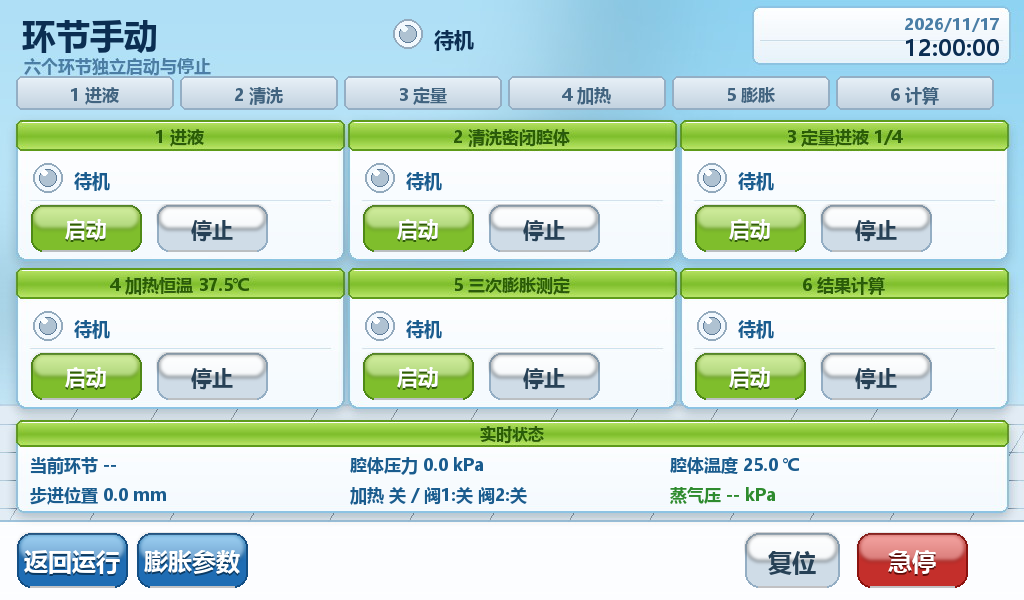 环节手动
六个环节独立启动与停止
待机
2026/11/17
12:00:00
1 进液
2 清洗
3 定量
4 加热
5 膨胀
6 计算
1 进液
待机
启动
停止
2 清洗密闭腔体
待机
启动
停止
3 定量进液 1/4
待机
启动
停止
4 加热恒温 37.5℃
待机
启动
停止
5 三次膨胀测定
待机
启动
停止
6 结果计算
待机
启动
停止
实时状态
当前环节 --
腔体压力 0.0 kPa
腔体温度 25.0 ℃
步进位置 0.0 mm
加热 关 / 阀1:关 阀2:关
蒸气压 -- kPa
返回运行
膨胀参数
复位
急停